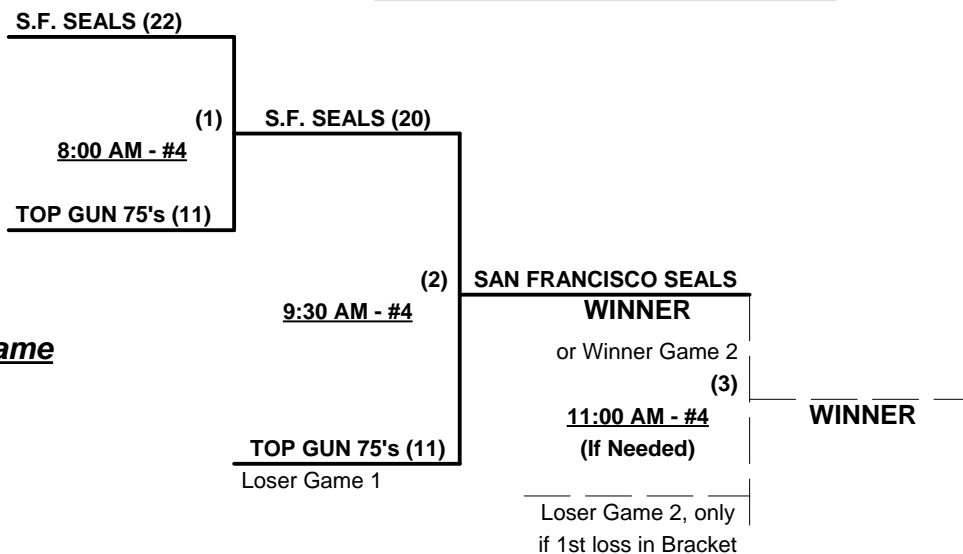 S.F. SEALS (22)
(1)
S.F. SEALS (20)
8:00 AM - #4
TOP GUN 75's (11)
(2)
SAN FRANCISCO SEALS
9:30 AM - #4
WINNER
ame
or Winner Game 2
(3)
11:00 AM - #4
WINNER
TOP GUN 75's (11)
(If Needed)
Loser Game 1
Loser Game 2, only
if 1st loss in Bracket